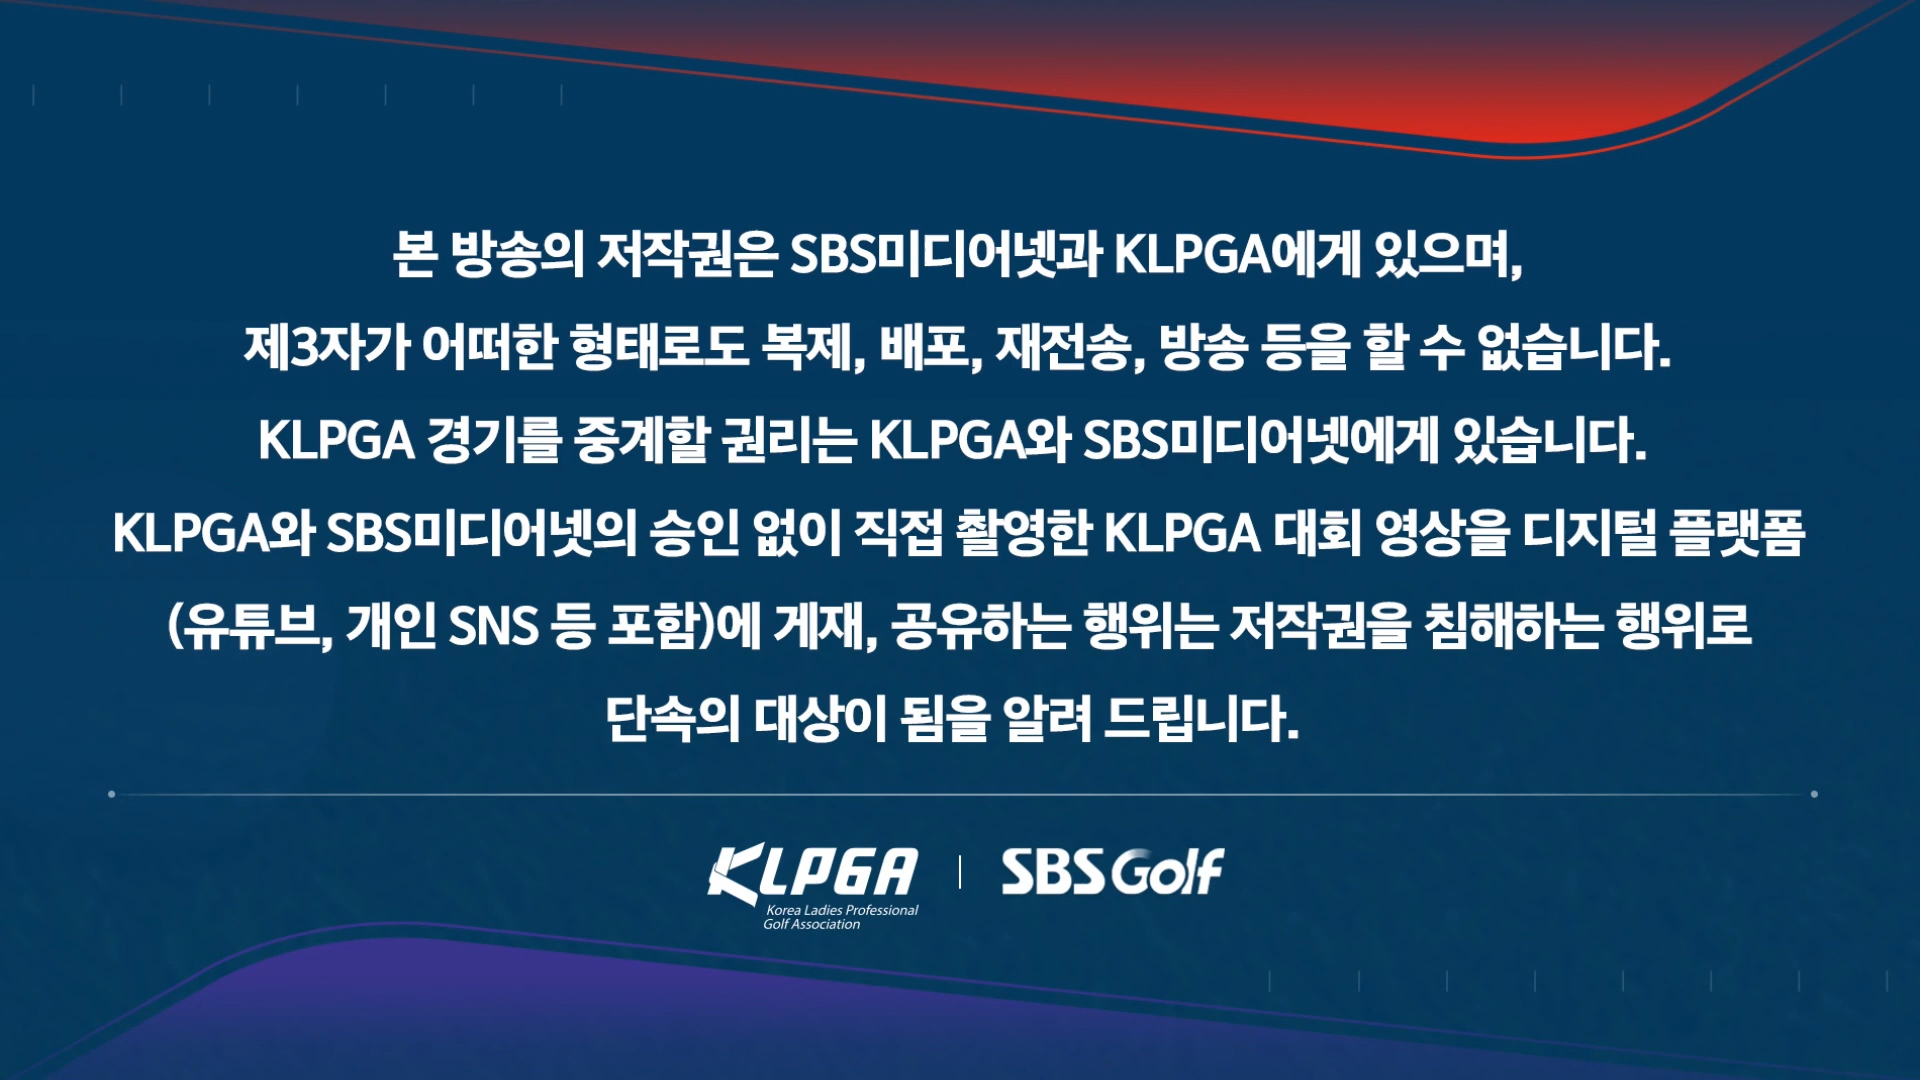 본 방송의 저작권은 SBS미디어넷과 KLPGA에게 있으며,
제3자가 어떠한 형태로도 복제, 배포, 재전송, 방송 등을 할 수 없습니다.
KLPGA 경기를 중계할 권리는 KLPGA와 SBS미디어넷에게 있습니다.
KLPGA와 SBS미디어넷의 승인 없이 직접 촬영한 KLPGA 대회 영상을 디지털 플랫폼
(유튜브, 개인 SNS 등 포함)에 게재, 공유하는 행위는 저작권을 침해하는 행위로
단속의 대상이 됨을 알려 드립니다.
KLPGA
Korea Ladies Professional
Golf Association
SBS Golf